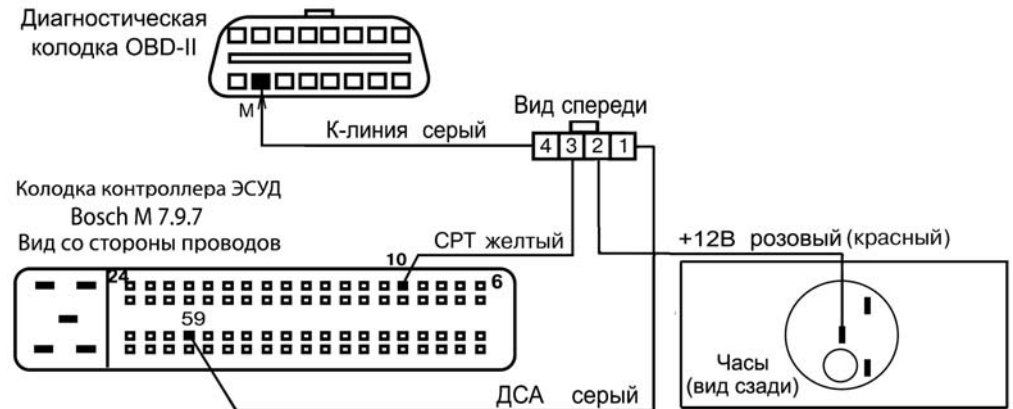 Диагностическая
колодка OBD-II
М
Вид спереди
К-линия серый
4 3 2 1
Колодка контроллера ЭСУД
Bosch M 7.9.7
Вид со стороны проводов
СРТ желтый
+12В розовый (красный)
10
24
6
59
Часы
(вид сзади)
ДСА серый